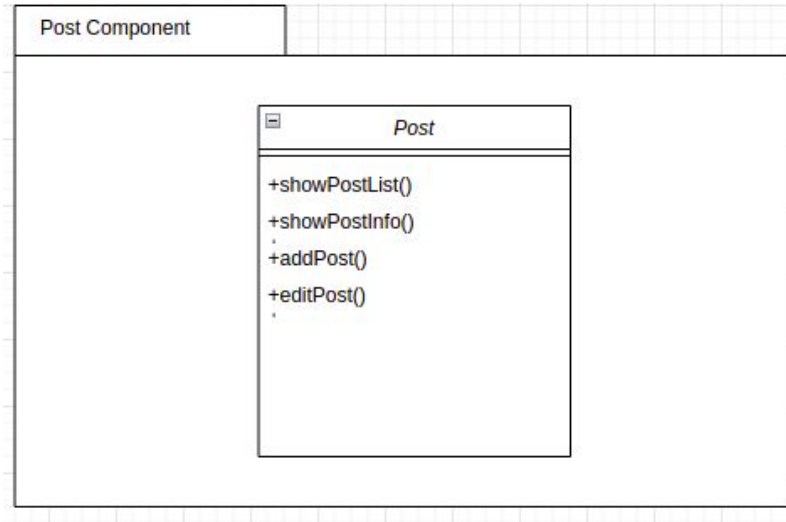 Post Component
Post
+showPostList()
+showPostInfo()
+addPost()
+editPost()